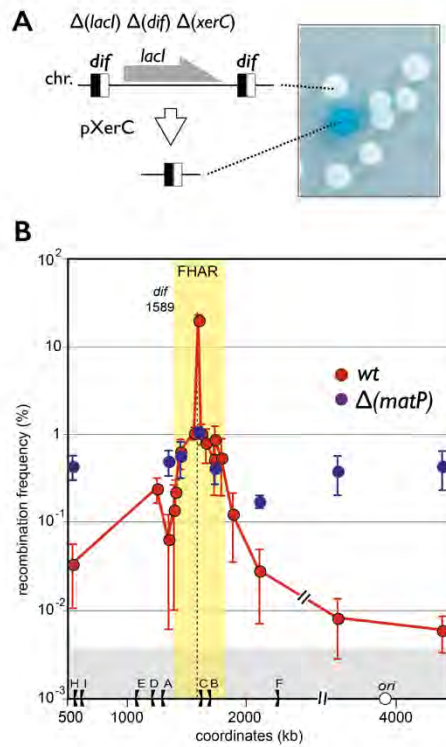 A
Δ(lacI) Δ(dif) Δ(xerC)
dif lacI dif
chr.
pXerC
B
FHAR
dif
1589
wt
Δ(matP)
recombination frequency (%)
10²
10
1
10⁻¹
10⁻²
10⁻³
H I E D A C B F ori
500 1000 2000 4000
coordinates (kb)